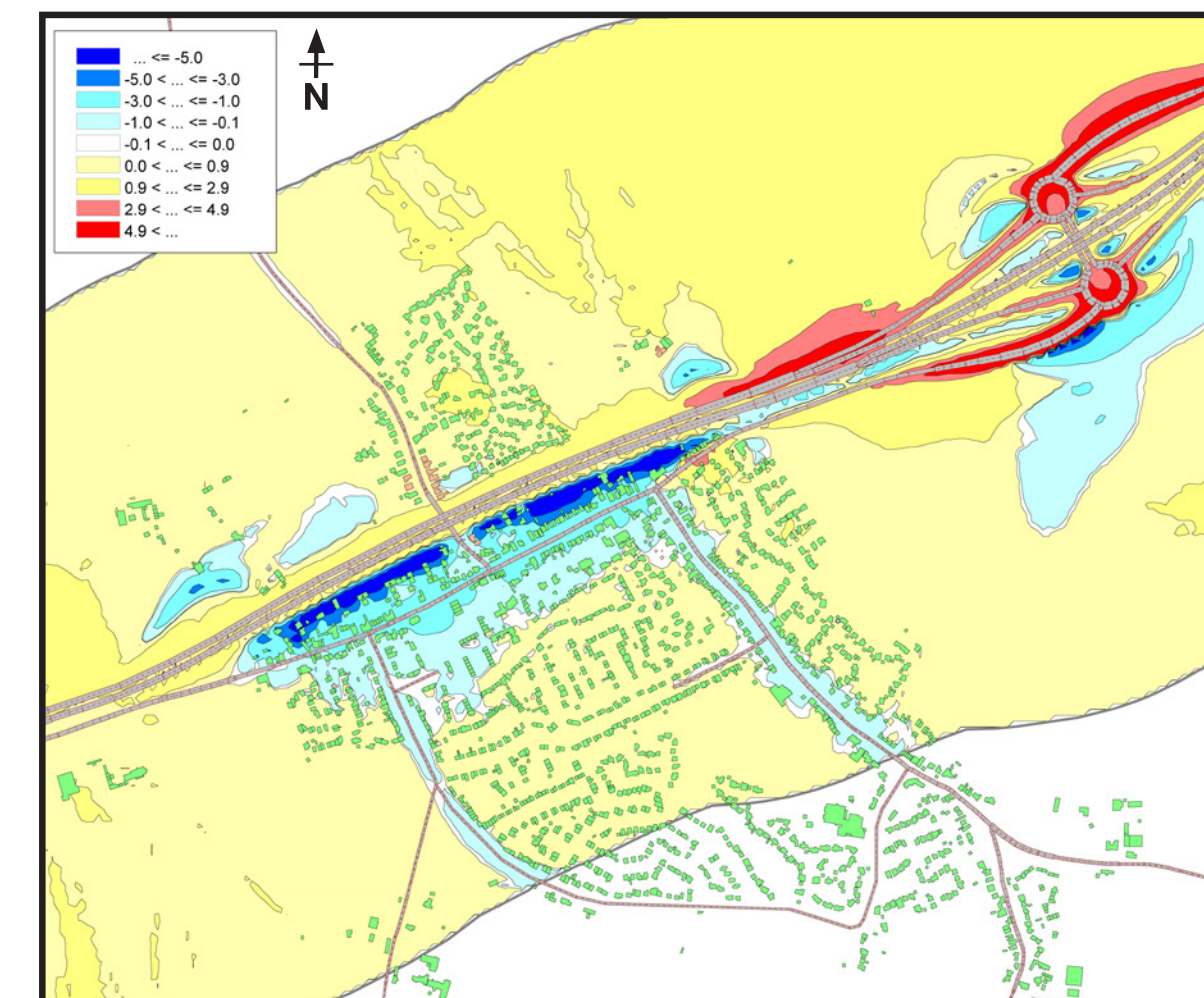 ... <= -5.0
-5.0 < ... <= -3.0
-3.0 < ... <= -1.0
-1.0 < ... <= -0.1
-0.1 < ... <= 0.0
0.0 < ... <= 0.9
0.9 < ... <= 2.9
2.9 < ... <= 4.9
4.9 < ...
N